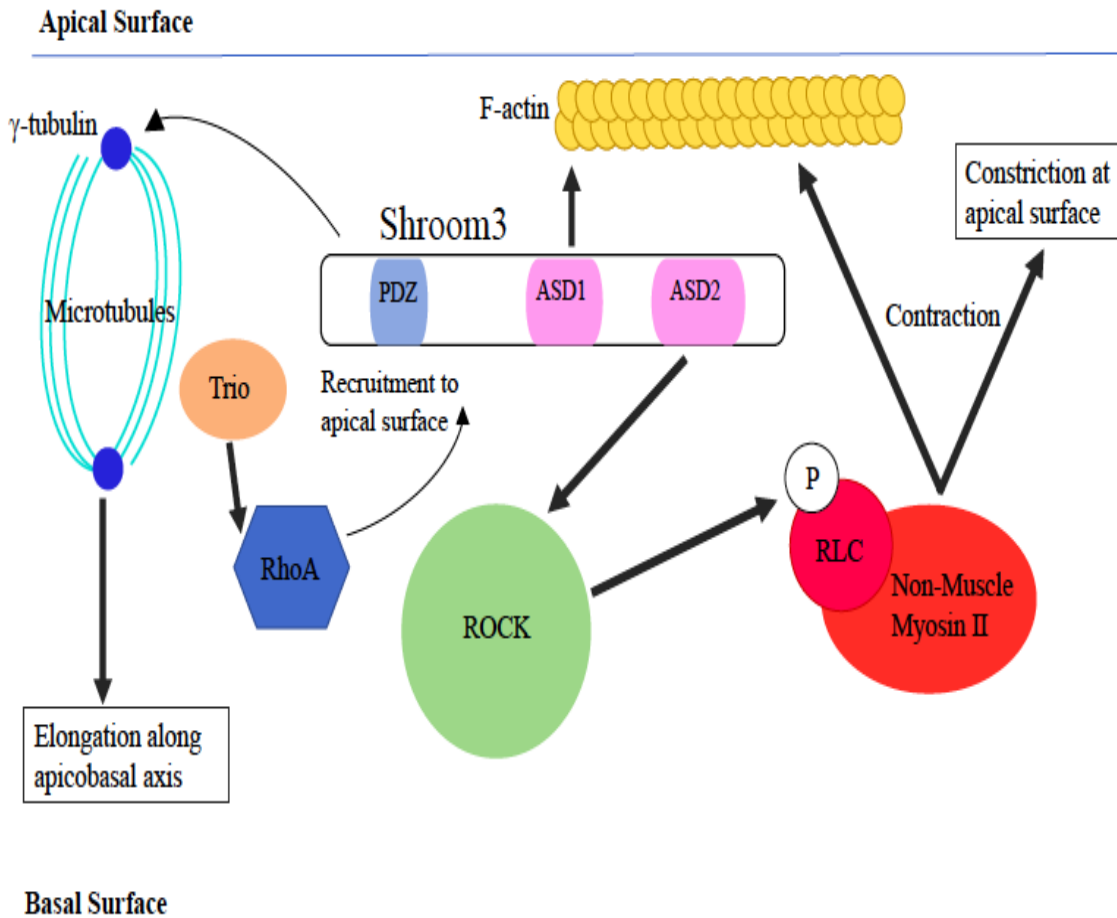 Apical Surface
F-actin
γ-tubulin
Constriction at
apical surface
Shroom3
PDZ
ASD1
ASD2
Microtubules
Contraction
Trio
Recruitment to
apical surface
P
RLC
RhoA
Non-Muscle
Myosin II
ROCK
Elongation along
apicobasal axis
Basal Surface